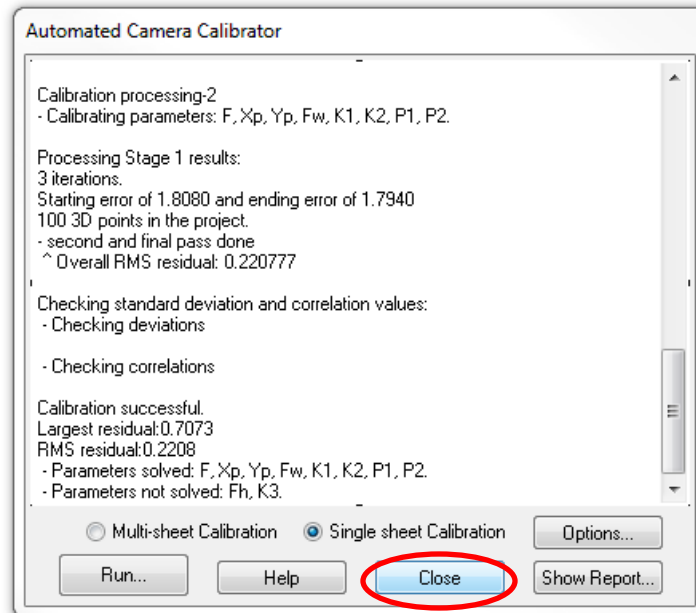 Automated Camera Calibrator
Calibration processing-2
- Calibrating parameters: F, Xp, Yp, Fw, K1, K2, P1, P2.
Processing Stage 1 results:
3 iterations.
Starting error of 1.8080 and ending error of 1.7940
100 3D points in the project.
- second and final pass done
^ Overall RMS residual: 0.220777
Checking standard deviation and correlation values:
- Checking deviations
- Checking correlations
Calibration successful.
Largest residual:0.7073
RMS residual:0.2208
- Parameters solved: F, Xp, Yp, Fw, K1, K2, P1, P2.
- Parameters not solved: Fh, K3.
Multi-sheet Calibration Single sheet Calibration Options...
Run... Help Close Show Report...